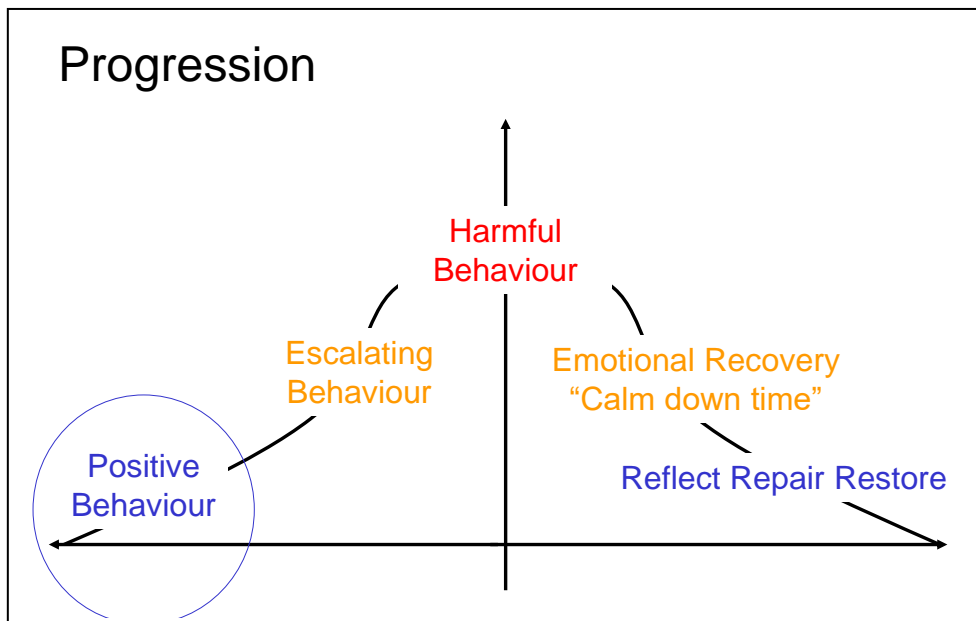 Progression
Harmful
Behaviour
Escalating
Behaviour
Emotional Recovery
“Calm down time”
Positive
Behaviour
Reflect Repair Restore